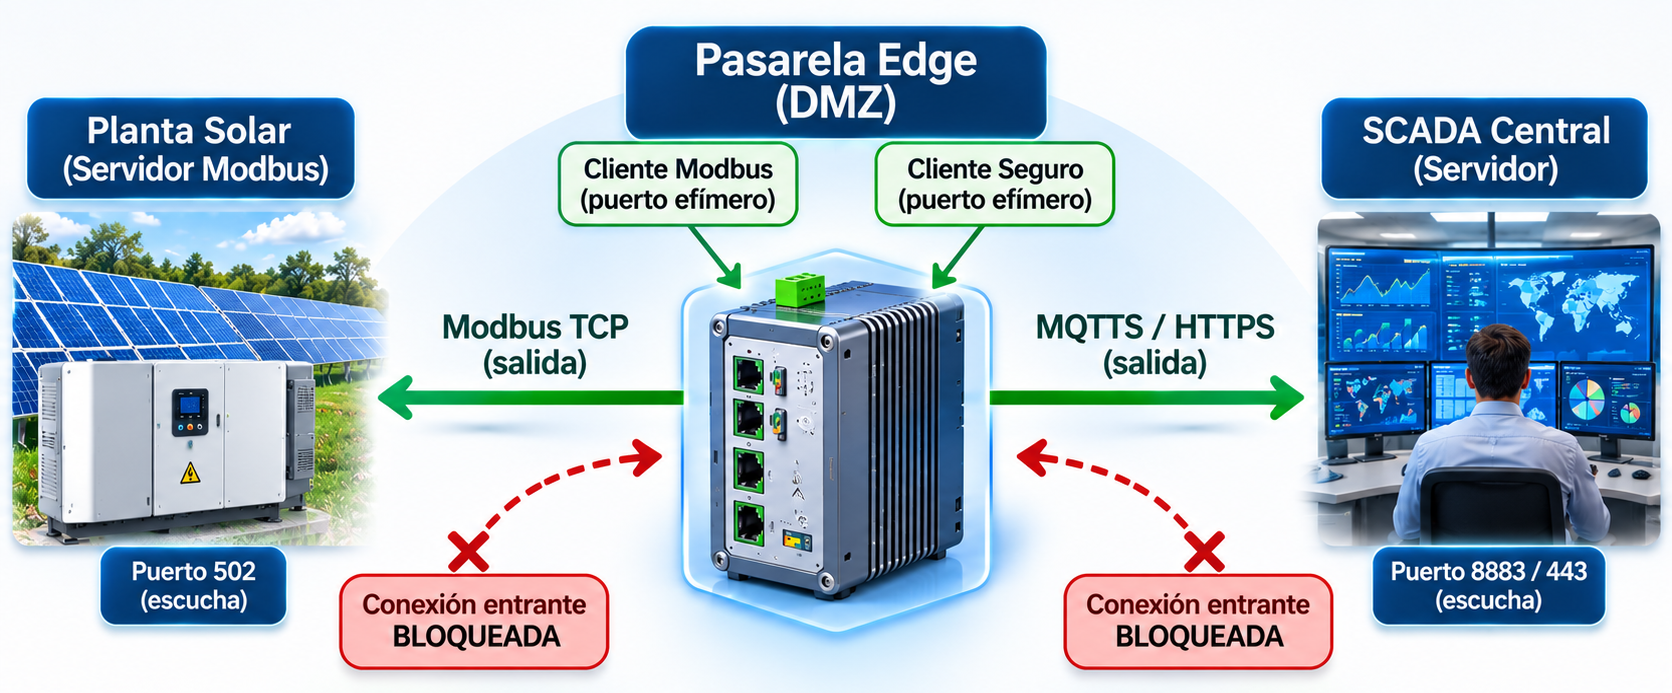 Pasarela Edge
(DMZ)
Planta Solar
(Servidor Modbus)
SCADA Central
(Servidor)
Cliente Modbus
(puerto efímero)
Cliente Seguro
(puerto efímero)
Modbus TCP
(salida)
MQTTS / HTTPS
(salida)
Puerto 502
(escucha)
Conexión entrante
BLOQUEADA
Conexión entrante
BLOQUEADA
Puerto 8883 / 443
(escucha)